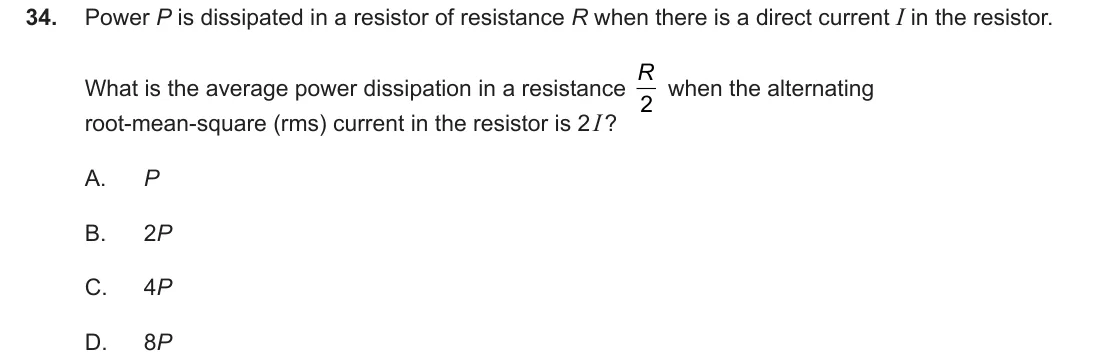 34. Power P is dissipated in a resistor of resistance R when there is a direct current I in the resistor.
What is the average power dissipation in a resistance R/2 when the alternating
root-mean-square (rms) current in the resistor is 2I?
A. P
B. 2P
C. 4P
D. 8P